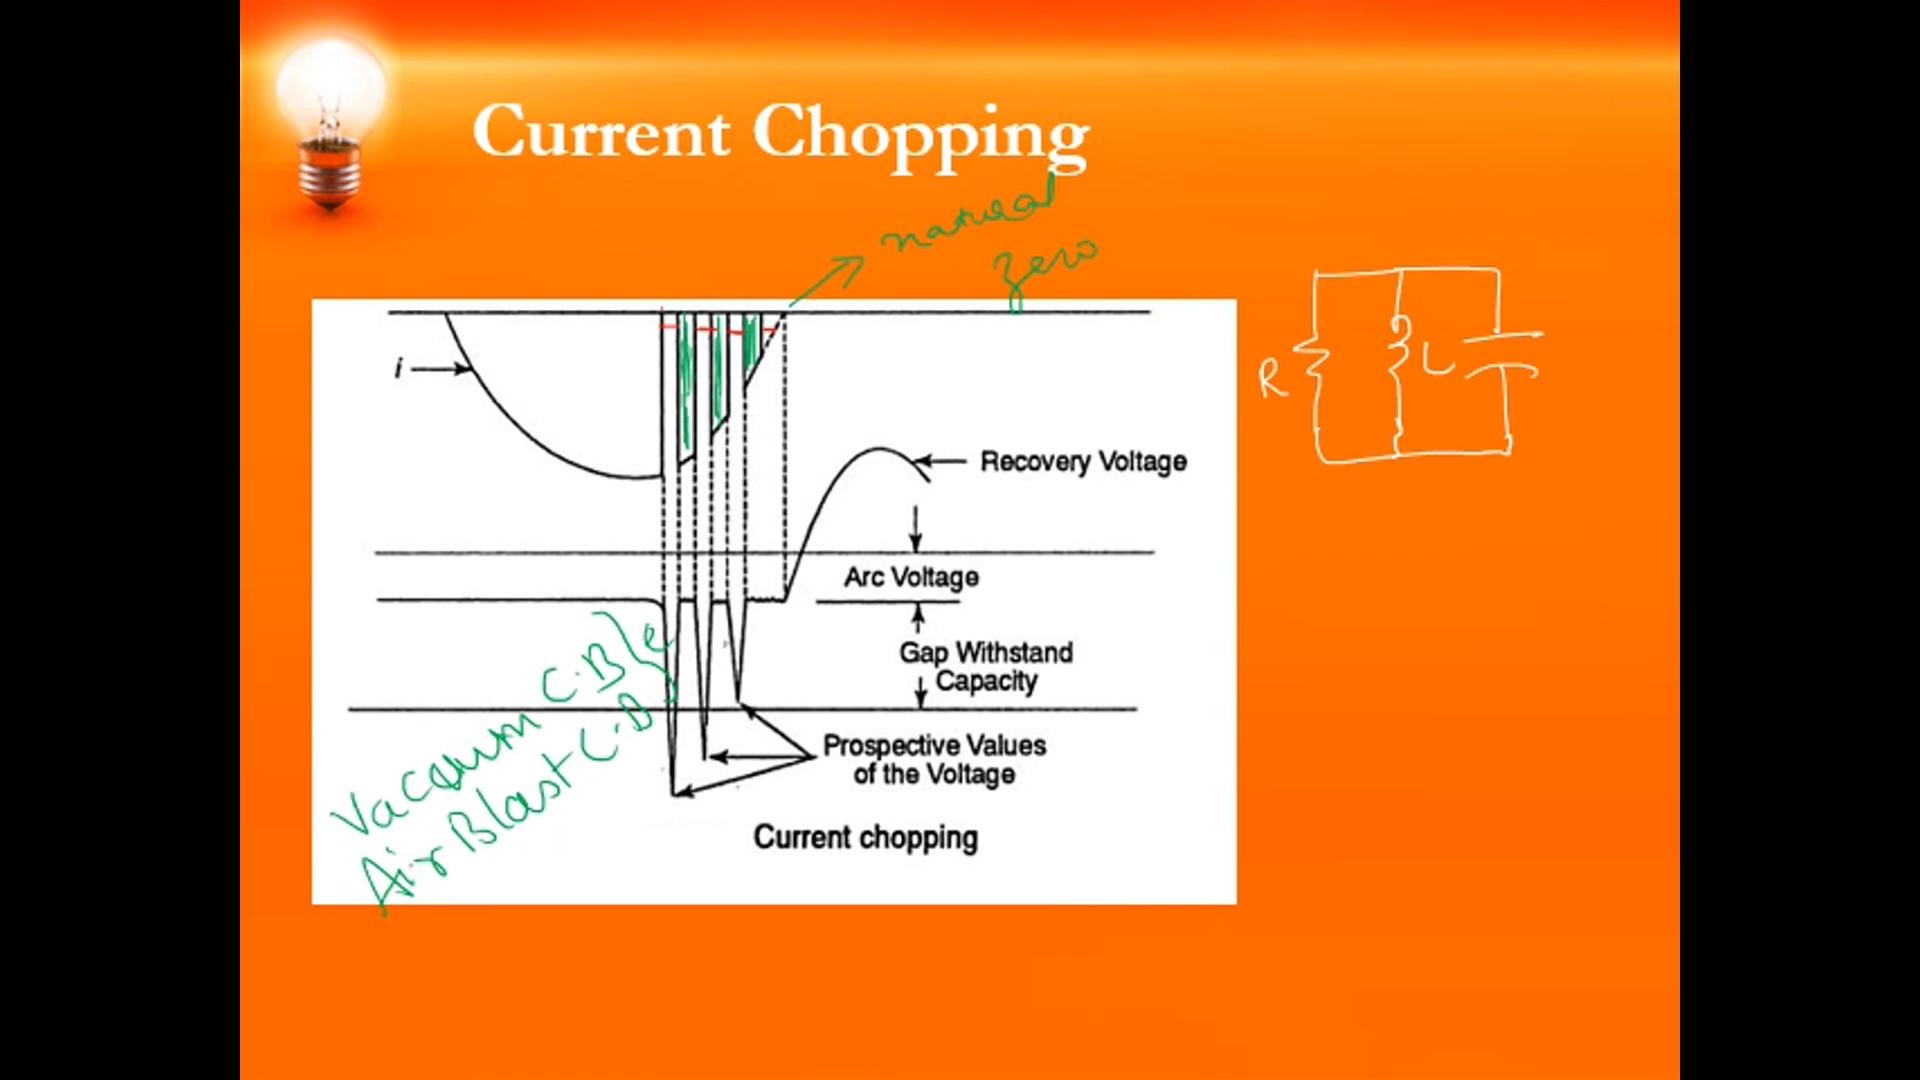 Current Chopping
natural
zero
i
R
L
Recovery Voltage
Arc Voltage
Gap Withstand
Capacity
Prospective Values
of the Voltage
Vacuum C.B
Air Blast C.B
Current chopping